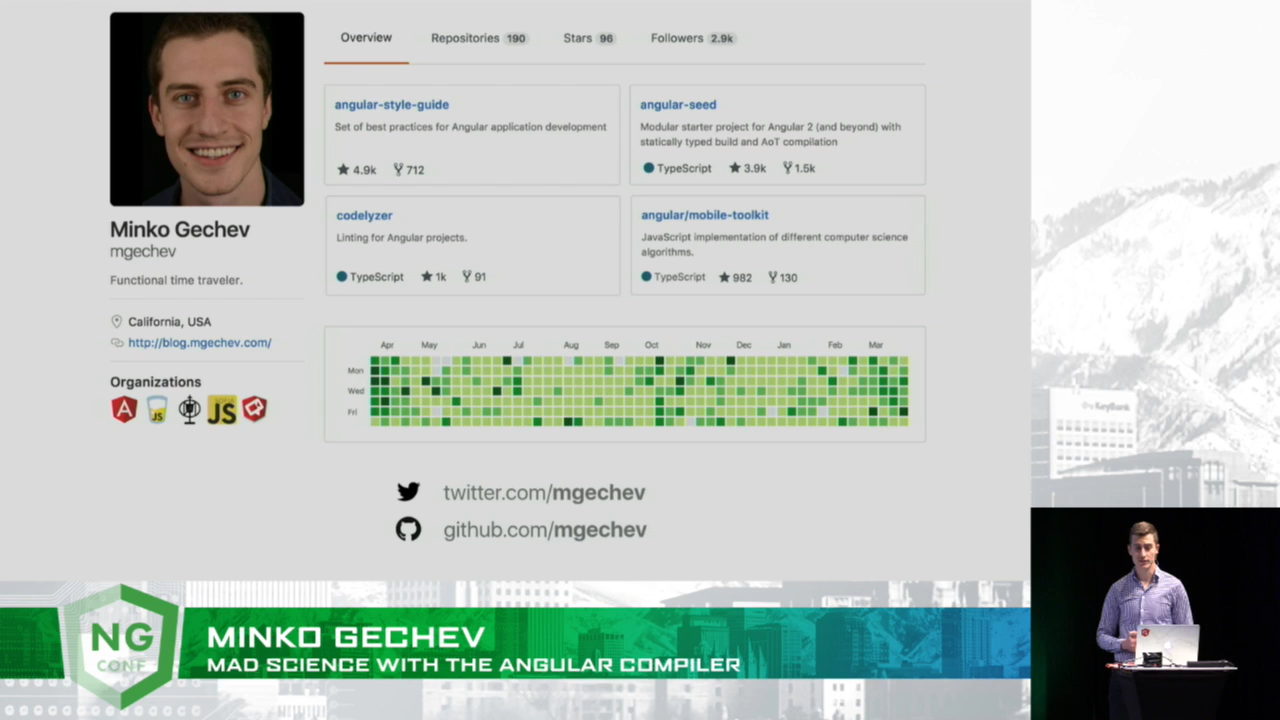 Overview Repositories 190 Stars 96 Followers 2.9k
angular-style-guide
Set of best practices for Angular application development
4.9k 712
angular-seed
Modular starter project for Angular 2 (and beyond) with
statically typed build and AoT compilation
TypeScript 3.9k 1.5k
codelyzer
Linting for Angular projects.
TypeScript 1k 91
angular/mobile-toolkit
JavaScript implementation of different computer science
algorithms.
TypeScript 982 130
Minko Gechev
mgechev
Functional time traveler.
California, USA
http://blog.mgechev.com/
Organizations
A JS JS
Apr May Jun Jul Aug Sep Oct Nov Dec Jan Feb Mar
Mon
Wed
Fri
twitter.com/mgechev
github.com/mgechev
KeyBank
NG
CONF
MINKO GECHEV
MAD SCIENCE WITH THE ANGULAR COMPILER